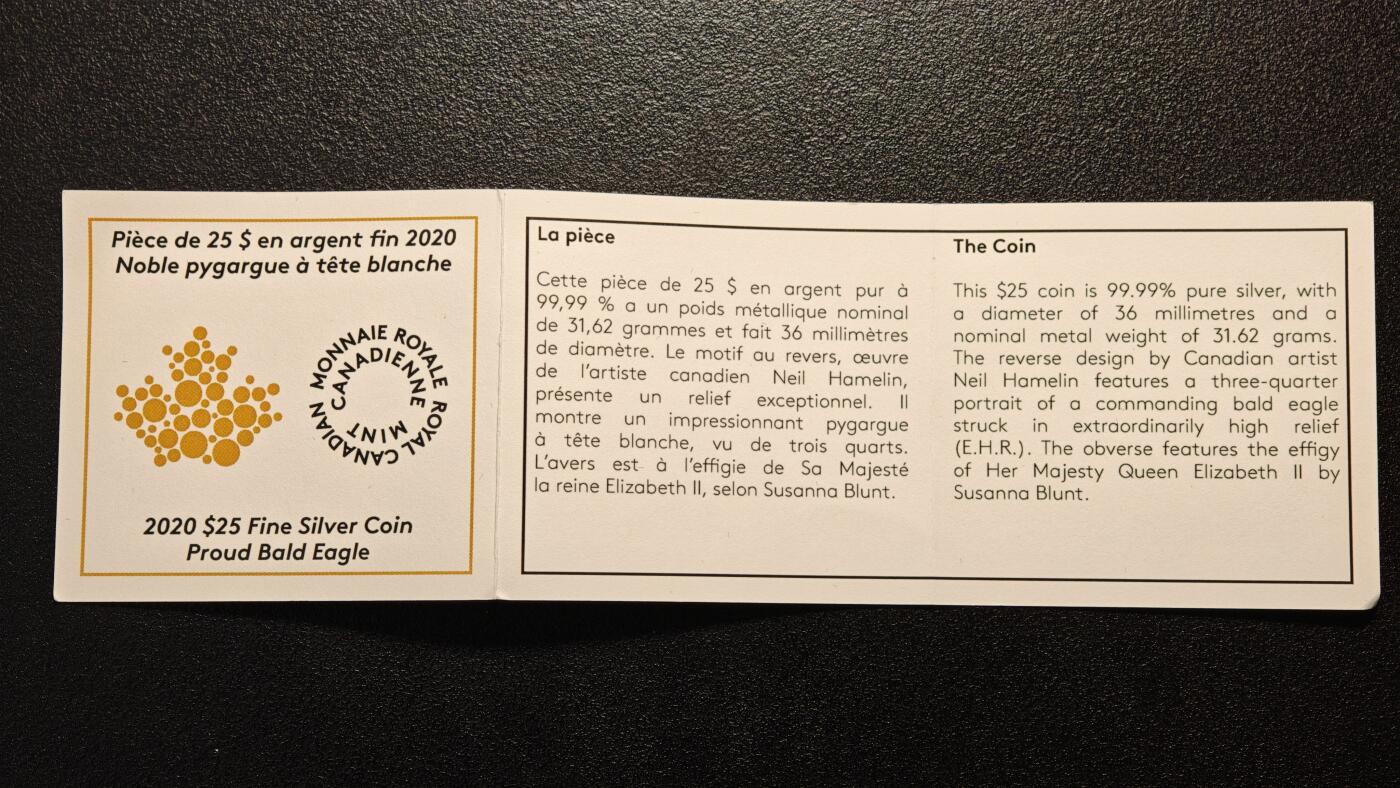 Pièce de 25 $ en argent fin 2020
Noble pygargue à tête blanche
MONNAIE ROYALE
CANADIENNE
ROYAL CANADIAN
MINT
2020 $25 Fine Silver Coin
Proud Bald Eagle
La pièce
Cette pièce de 25 $ en argent pur à
99,99 % a un poids métallique nominal
de 31,62 grammes et fait 36 millimètres
de diamètre. Le motif au revers, œuvre
de l'artiste canadien Neil Hamelin,
présente un relief exceptionnel. Il
montre un impressionnant pygargue
à tête blanche, vu de trois quarts.
L'avers est à l'effigie de Sa Majesté
la reine Elizabeth II, selon Susanna Blunt.
The Coin
This $25 coin is 99.99% pure silver, with
a diameter of 36 millimetres and a
nominal metal weight of 31.62 grams.
The reverse design by Canadian artist
Neil Hamelin features a three-quarter
portrait of a commanding bald eagle
struck in extraordinarily high relief
(E.H.R.). The obverse features the effigy
of Her Majesty Queen Elizabeth II by
Susanna Blunt.